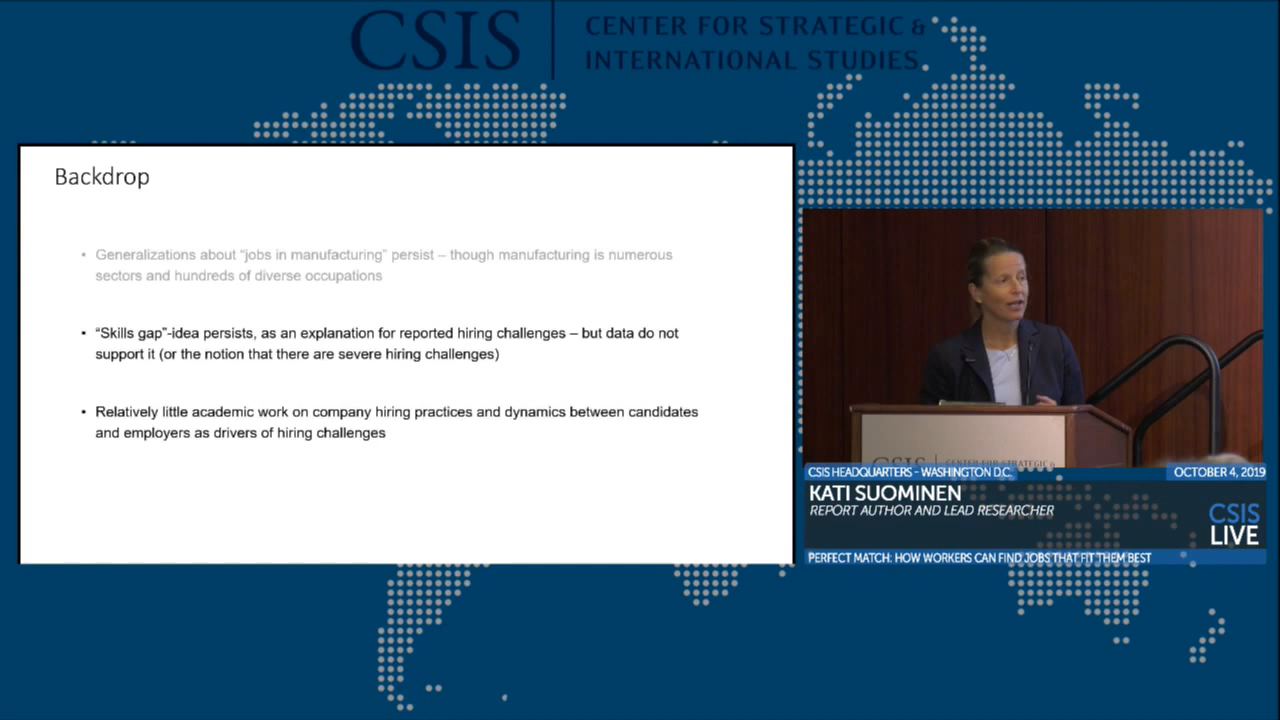 CSIS
CENTER FOR STRATEGIC &
INTERNATIONAL STUDIES
Backdrop
• Generalizations about “jobs in manufacturing” persist – though manufacturing is numerous
sectors and hundreds of diverse occupations
• “Skills gap”-idea persists, as an explanation for reported hiring challenges – but data do not
support it (or the notion that there are severe hiring challenges)
• Relatively little academic work on company hiring practices and dynamics between candidates
and employers as drivers of hiring challenges
CSIS CENTER FOR STRATEGIC &
CSIS HEADQUARTERS - WASHINGTON D.C.
OCTOBER 4, 2019
KATI SUOMINEN
REPORT AUTHOR AND LEAD RESEARCHER
CSIS
LIVE
PERFECT MATCH: HOW WORKERS CAN FIND JOBS THAT FIT THEM BEST